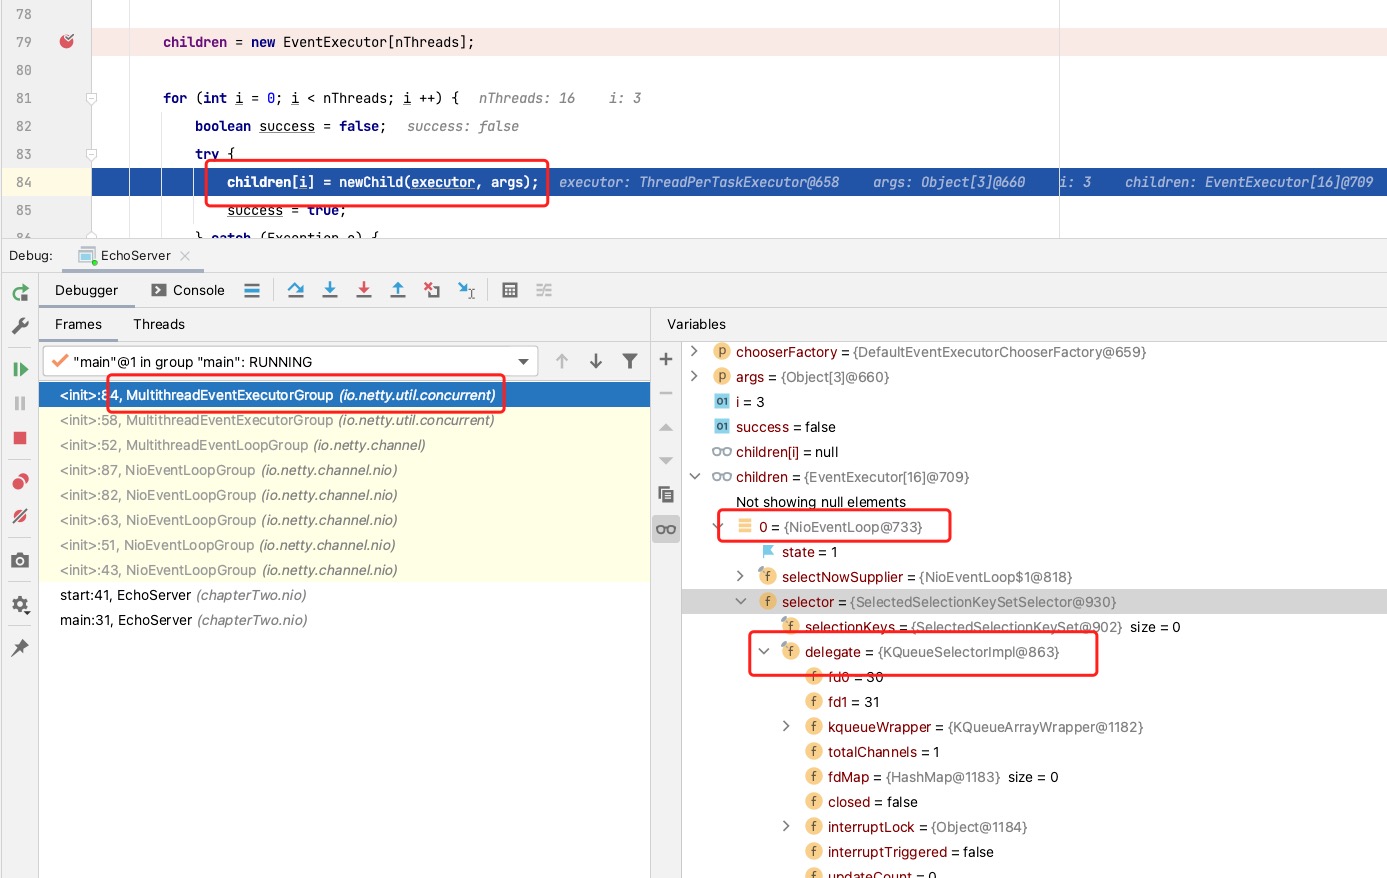 78
79 children = new EventExecutor[nThreads];
80
81 for (int i = 0; i < nThreads; i ++) { nThreads: 16 i: 3
82 boolean success = false; success: false
83 try {
84 children[i] = newChild(executor, args); executor: ThreadPerTaskExecutor@658 args: Object[3]@660 i: 3 children: EventExecutor[16]@709
85 success = true;
86 } catch (Exception e) {
Debug: EchoServer
Debugger Console
Frames Threads
"main"@1 in group "main": RUNNING
<init>:84, MultithreadEventExecutorGroup (io.netty.util.concurrent)
<init>:58, MultithreadEventExecutorGroup (io.netty.util.concurrent)
<init>:52, MultithreadEventLoopGroup (io.netty.channel)
<init>:87, NioEventLoopGroup (io.netty.channel.nio)
<init>:82, NioEventLoopGroup (io.netty.channel.nio)
<init>:63, NioEventLoopGroup (io.netty.channel.nio)
<init>:51, NioEventLoopGroup (io.netty.channel.nio)
<init>:43, NioEventLoopGroup (io.netty.channel.nio)
start:41, EchoServer (chapterTwo.nio)
main:31, EchoServer (chapterTwo.nio)
Variables
p chooserFactory = {DefaultEventExecutorChooserFactory@659}
p args = {Object[3]@660}
01 i = 3
01 success = false
children[i] = null
children = {EventExecutor[16]@709}
Not showing null elements
0 = {NioEventLoop@733}
state = 1
f selectNowSupplier = {NioEventLoop$1@818}
f selector = {SelectedSelectionKeySetSelector@930}
f selectionKeys = {SelectedSelectionKeySet@902} size = 0
f delegate = {KQueueSelectorImpl@863}
f fd0 = 30
f fd1 = 31
f kqueueWrapper = {KQueueArrayWrapper@1182}
f totalChannels = 1
f fdMap = {HashMap@1183} size = 0
f closed = false
f interruptLock = {Object@1184}
f interruptTriggered = false
f updateCount = 0